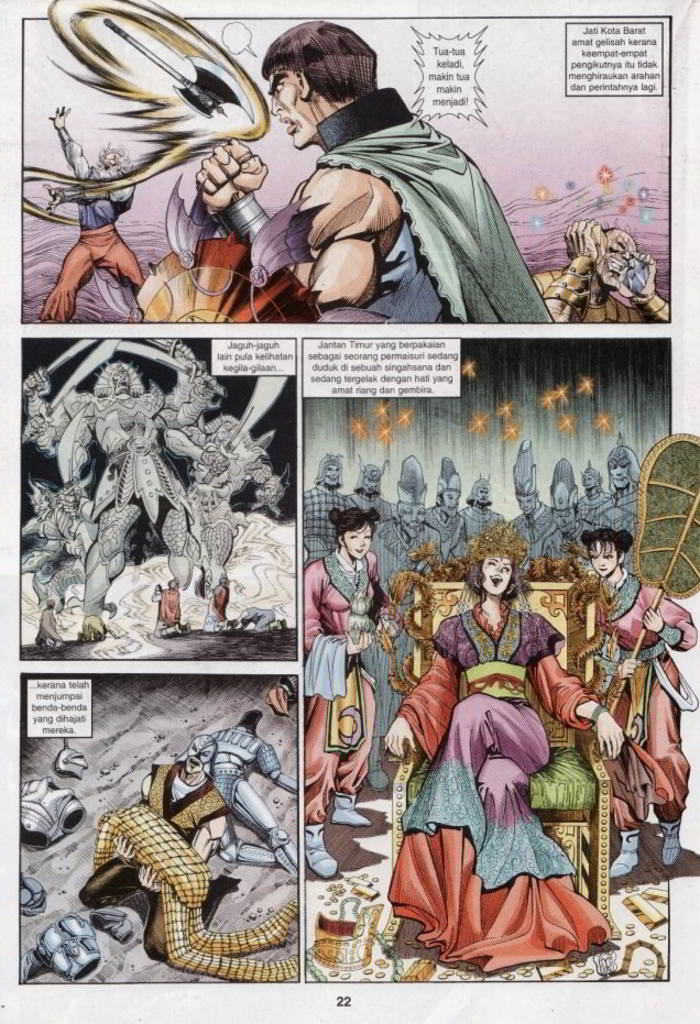 Tua-tua
keladi,
makin tua
makin
menjadi!
Jati Kota Barat
amat gelisah kerana
keempat-empat
pengikutnya itu tidak
menghiraukan arahan
dan perintahnya lagi.
Jaguh-jaguh
lain pula kelihatan
kegila-gilaan...
Jantan Timur yang berpakaian
sebagai seorang permaisuri sedang
duduk di sebuah singahsana dan
sedang tergelak dengan hati yang
amat riang dan gembira.
...kerana telah
menjumpai
benda-benda
yang dihajati
mereka.
22